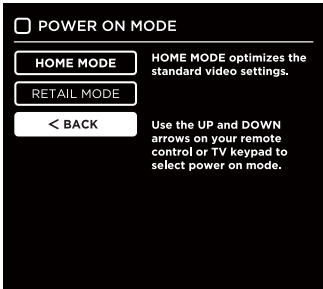 POWER ON MODE
HOME MODE
HOME MODE optimizes the
standard video settings.
RETAIL MODE
< BACK
Use the UP and DOWN
arrows on your remote
control or TV keypad to
select power on mode.